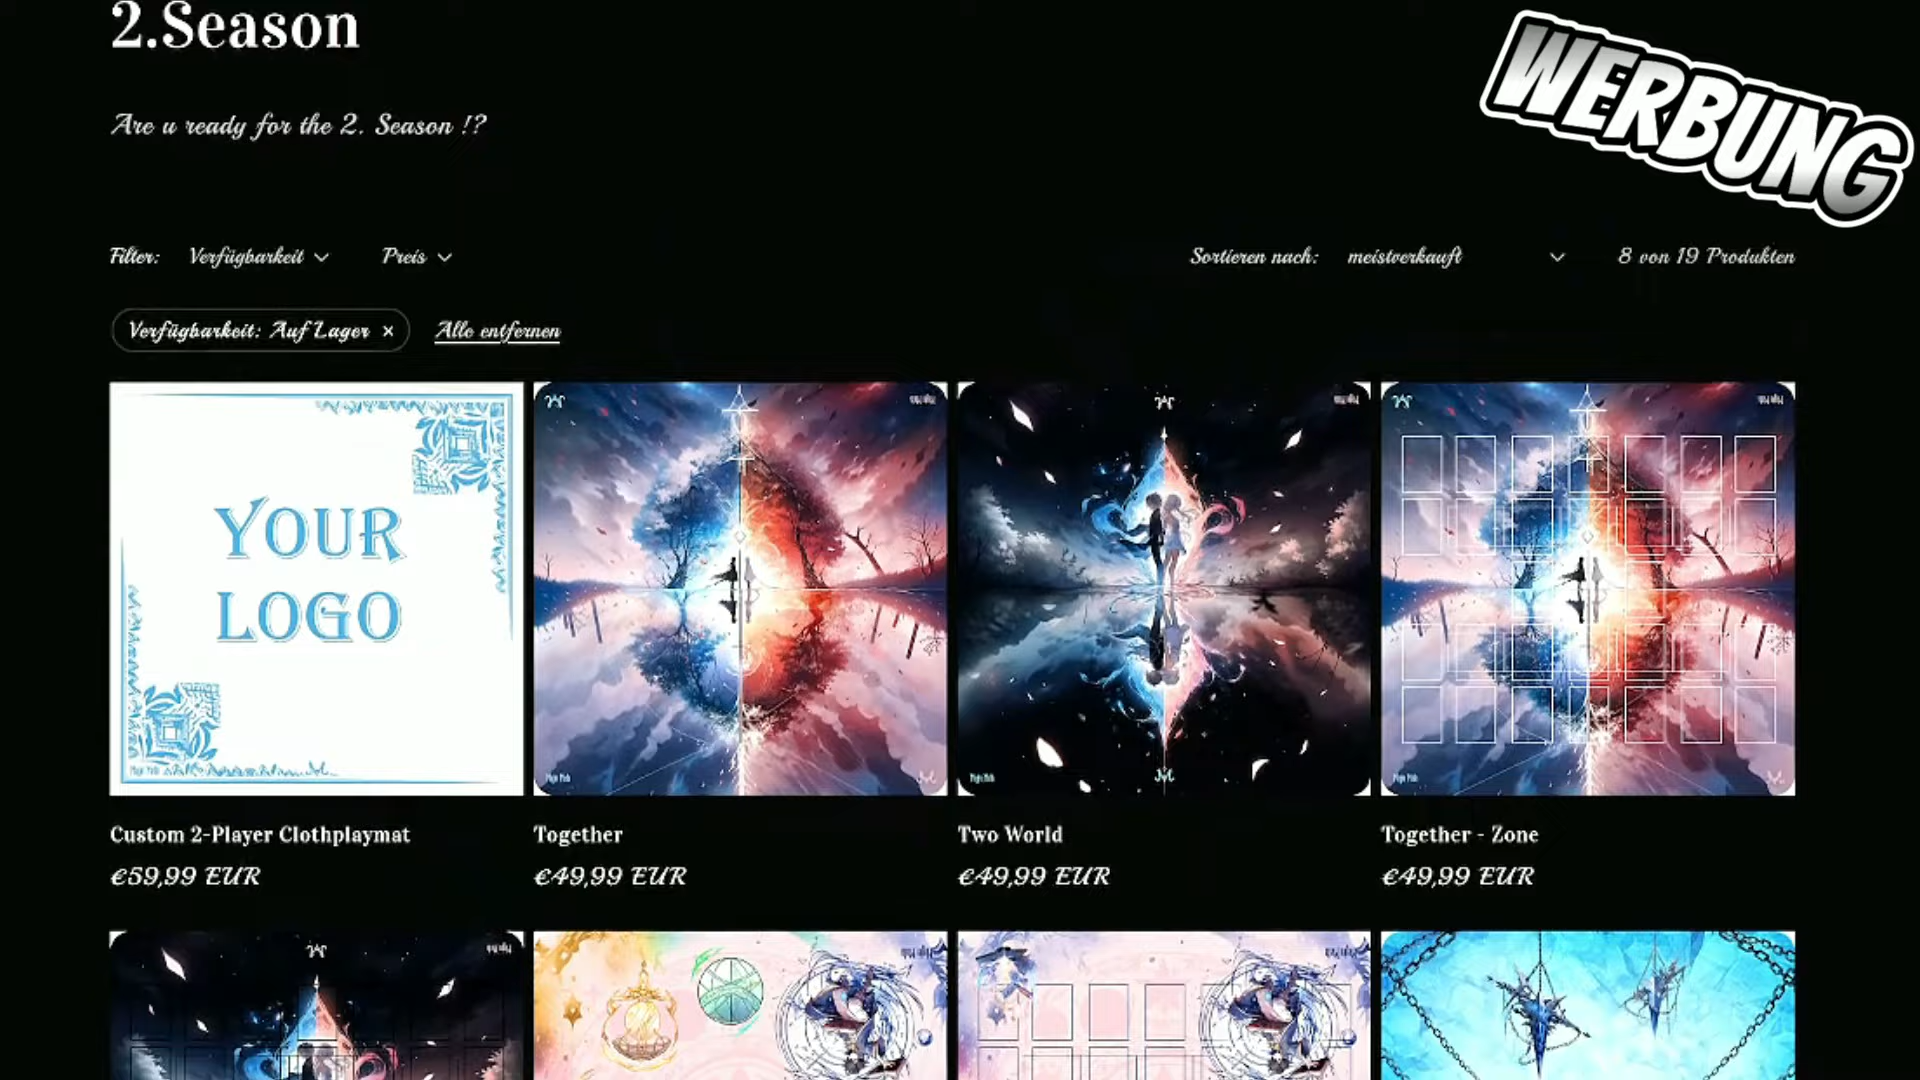 2.Season
WERBUNG
Are u ready for the 2. Season !?
Filter: Verfügbarkeit Preis Sortieren nach: meistverkauft 8 von 19 Produkten
Verfügbarkeit: Auf Lager × Alle entfernen
YOUR
LOGO
Custom 2-Player Clothplaymat
€59,99 EUR
Together
€49,99 EUR
Two World
€49,99 EUR
Together - Zone
€49,99 EUR